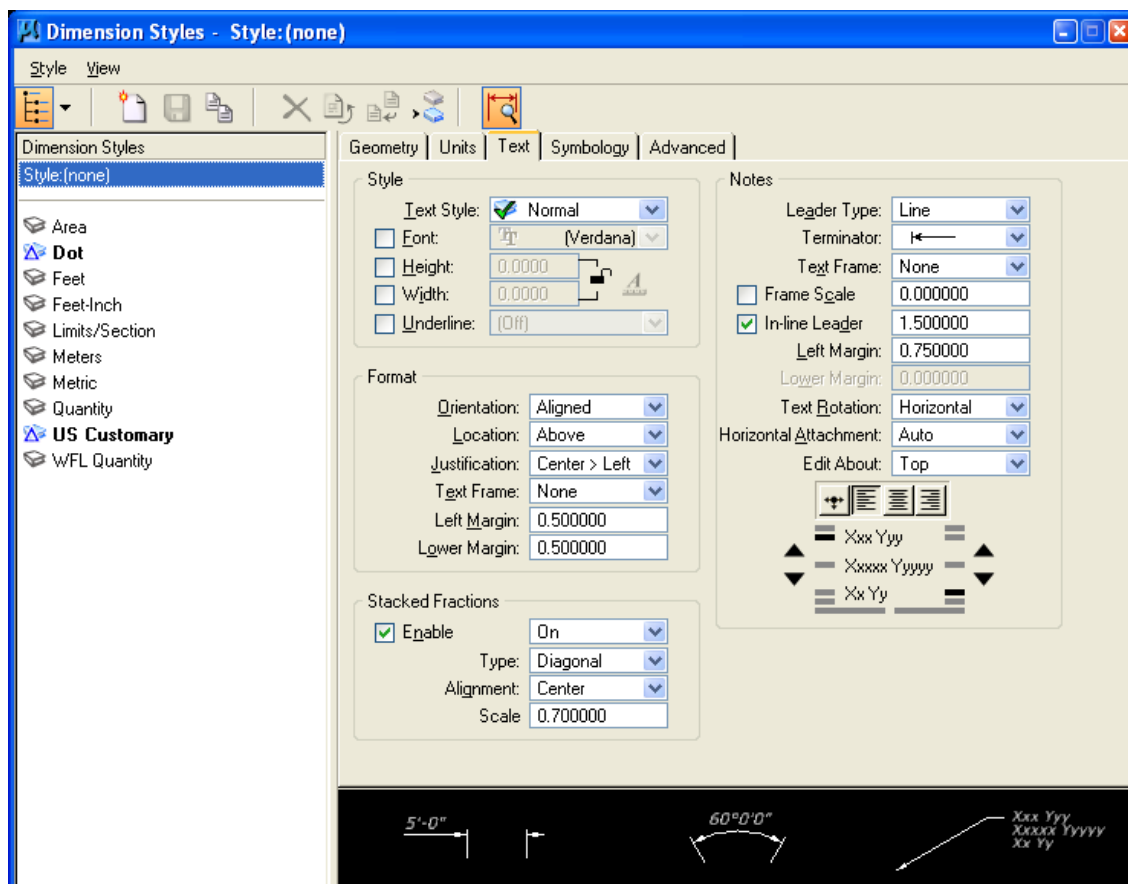 Dimension Styles - Style:(none)
Style View
Dimension Styles
Style:(none)
Area
Dot
Feet
Feet-Inch
Limits/Section
Meters
Metric
Quantity
US Customary
WFL Quantity
Geometry Units Text Symbology Advanced
Style
Text Style: Normal
Font: (Verdana)
Height: 0.0000
Width: 0.0000
Underline: (Off)
Format
Orientation: Aligned
Location: Above
Justification: Center > Left
Text Frame: None
Left Margin: 0.500000
Lower Margin: 0.500000
Stacked Fractions
Enable On
Type: Diagonal
Alignment: Center
Scale 0.700000
Notes
Leader Type: Line
Terminator:
Text Frame: None
Frame Scale 0.000000
In-line Leader 1.500000
Left Margin: 0.750000
Lower Margin: 0.000000
Text Rotation: Horizontal
Horizontal Attachment: Auto
Edit About: Top
Xxx Yyy
Xxxxx Yyyyy
Xx Yy
5'-0"
60°0'0"
Xxx Yyy
Xxxxx Yyyyy
Xx Yy